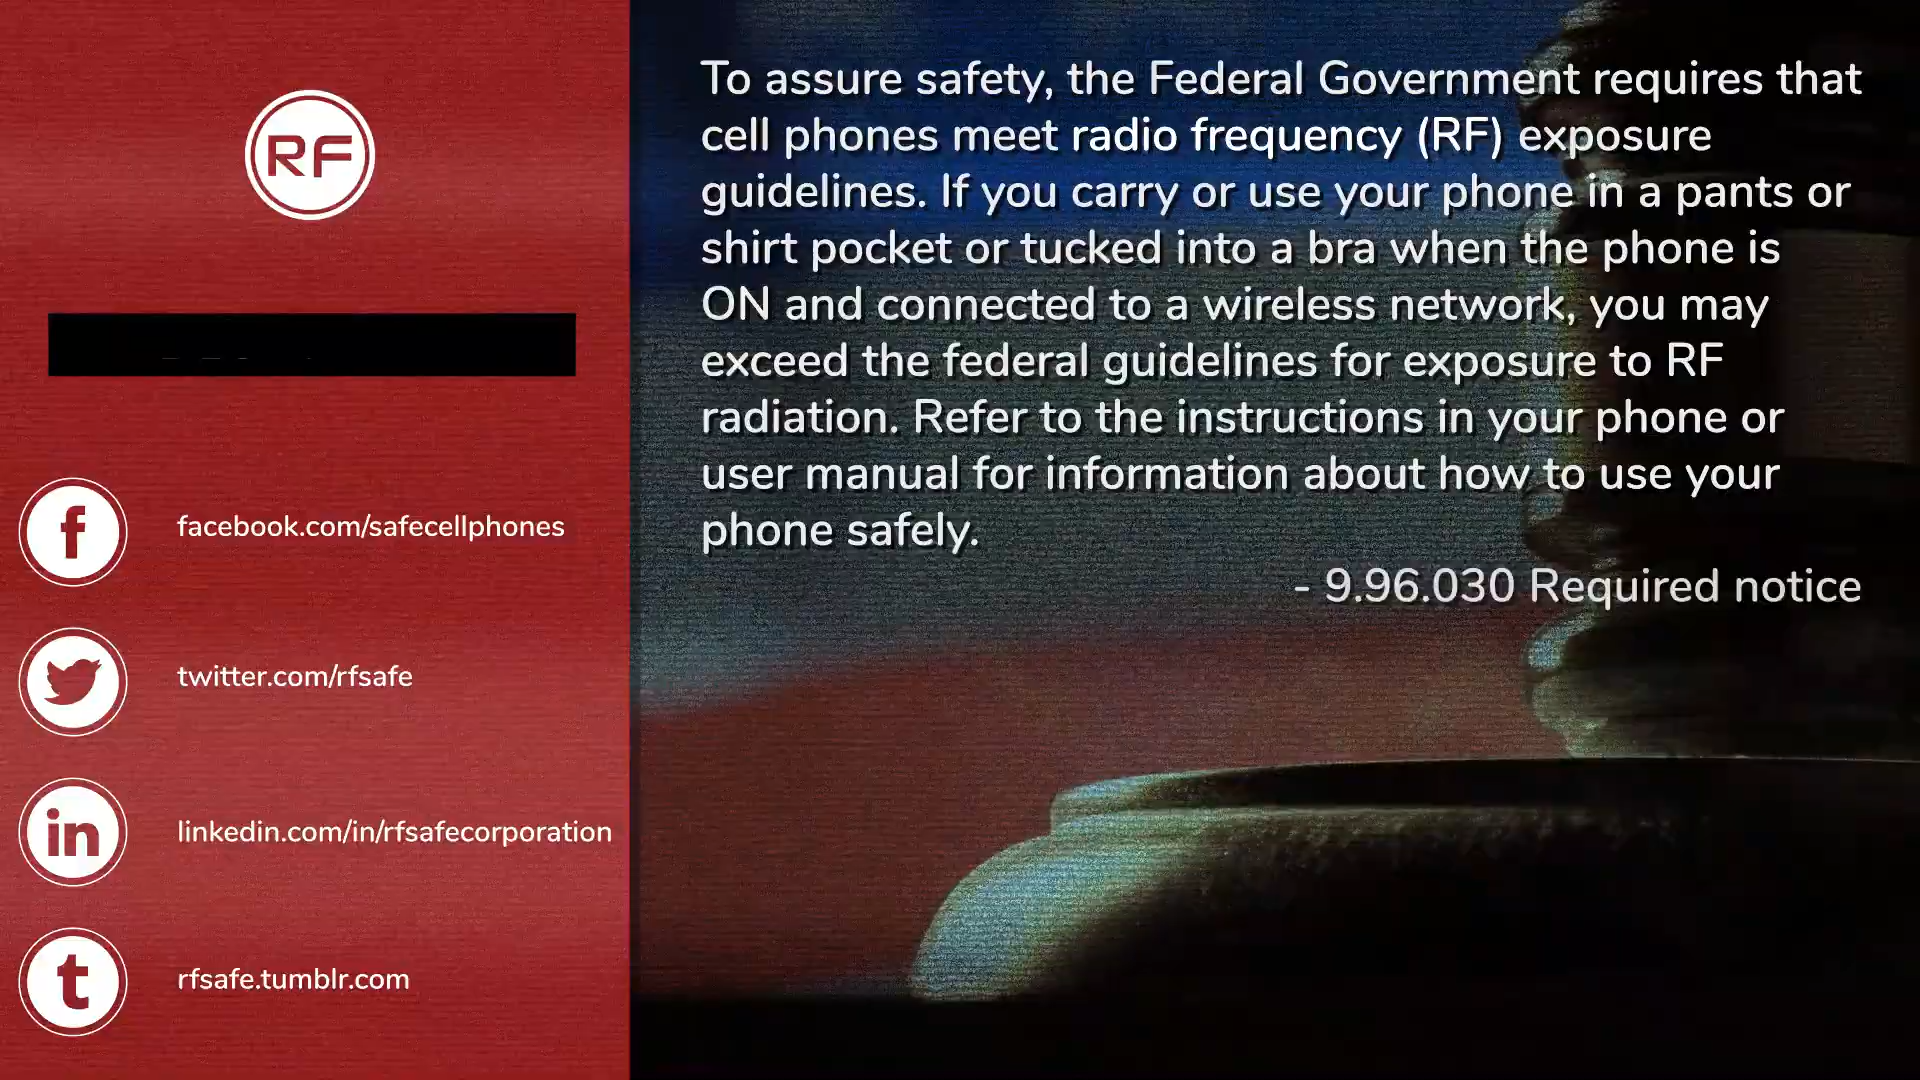 RF
facebook.com/safecellphones
twitter.com/rfsafe
in
linkedin.com/in/rfsafecorporation
rfsafe.tumblr.com
To assure safety, the Federal Government requires that
cell phones meet radio frequency (RF) exposure
guidelines. If you carry or use your phone in a pants or
shirt pocket or tucked into a bra when the phone is
ON and connected to a wireless network, you may
exceed the federal guidelines for exposure to RF
radiation. Refer to the instructions in your phone or
user manual for information about how to use your
phone safely.
- 9.96.030 Required notice